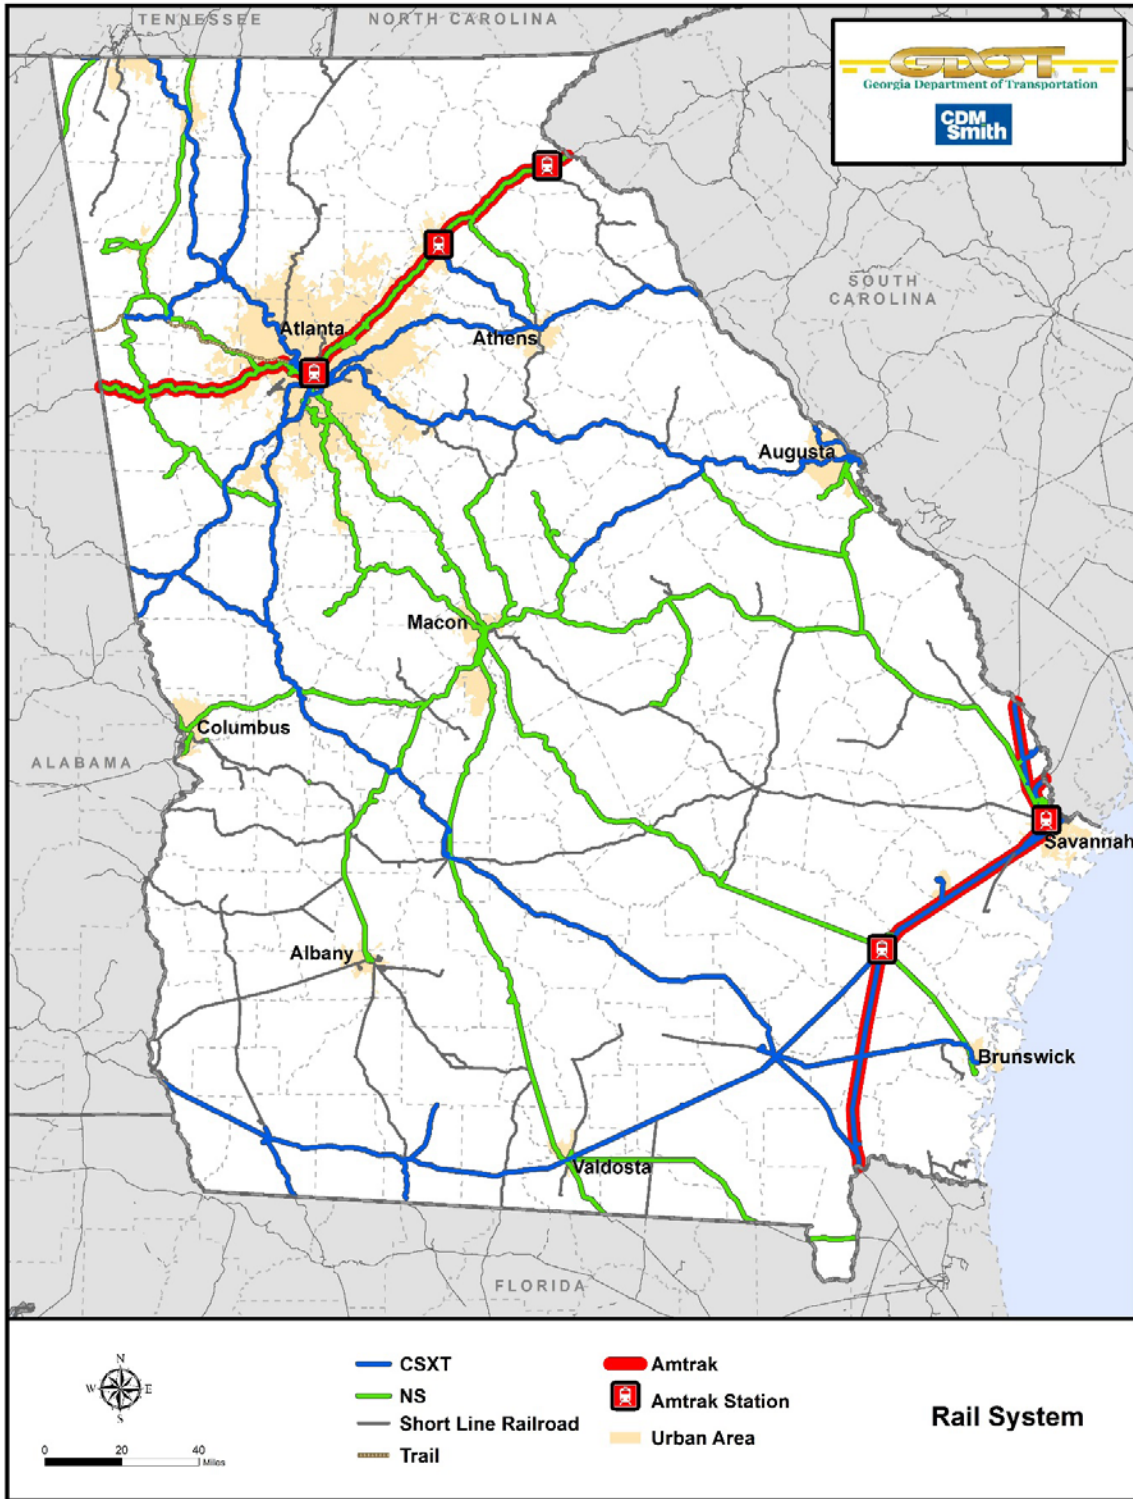 TENNESSEE
NORTH CAROLINA
GDOT
Georgia Department of Transportation
CDM
Smith
SOUTH
CAROLINA
Atlanta
Athens
Augusta
Macon
Columbus
ALABAMA
Savannah
Albany
Brunswick
Valdosta
FLORIDA
N
W E
S
0 20 40
Miles
CSXT
NS
Short Line Railroad
Trail
Amtrak
Amtrak Station
Urban Area
Rail System